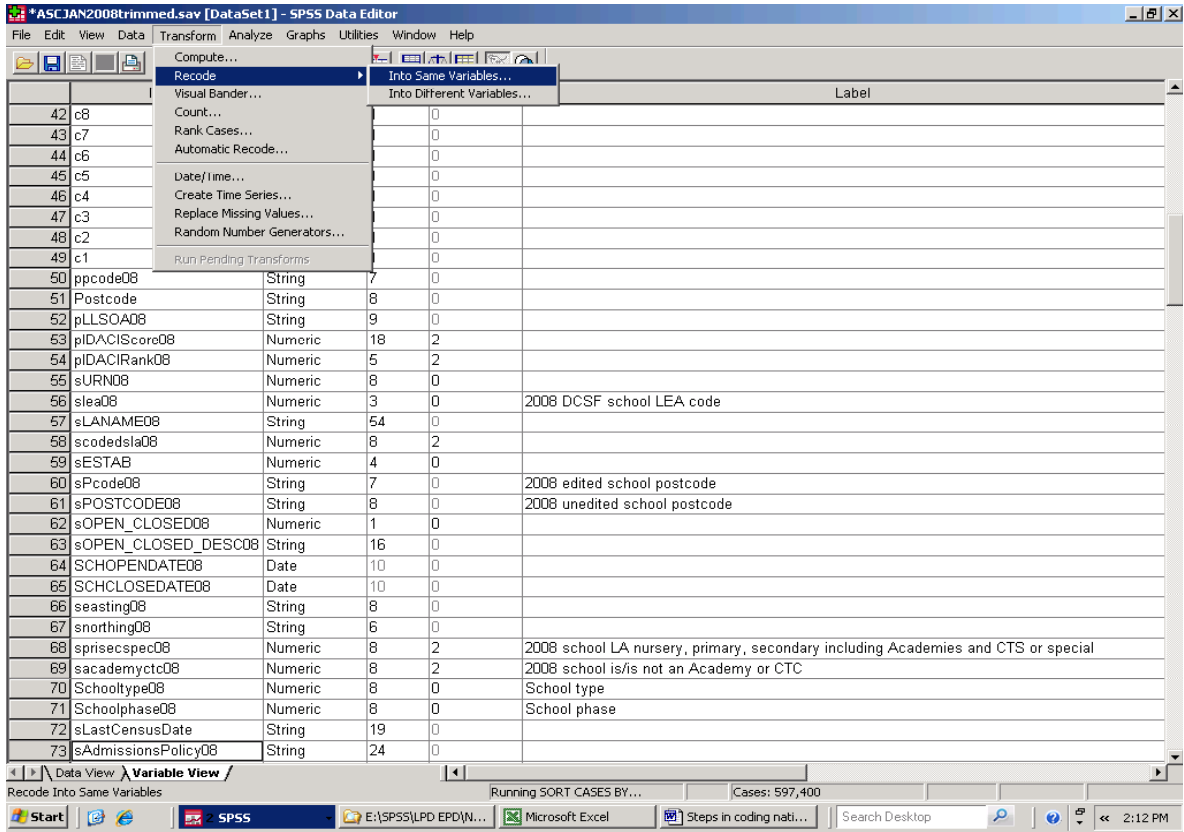 *ASCJAN2008trimmed.sav [DataSet1] - SPSS Data Editor
File Edit View Data Transform Analyze Graphs Utilities Window Help
Compute...
Recode
Into Same Variables...
Into Different Variables...
Visual Bander...
Count...
Rank Cases...
Automatic Recode...
Date/Time...
Create Time Series...
Replace Missing Values...
Random Number Generators...
Run Pending Transforms
Label
42 c8 0
43 c7 0
44 c6 0
45 c5 0
46 c4 0
47 c3 0
48 c2 0
49 c1 0
50 ppcode08 String 7 0
51 Postcode String 8 0
52 pLLSOA08 String 9 0
53 pIDACIScore08 Numeric 18 2
54 pIDACIRank08 Numeric 5 2
55 sURN08 Numeric 8 0
56 slea08 Numeric 3 0 2008 DCSF school LEA code
57 sLANAME08 String 54 0
58 scodedsla08 Numeric 8 2
59 sESTAB Numeric 4 0
60 sPcode08 String 7 0 2008 edited school postcode
61 sPOSTCODE08 String 8 0 2008 unedited school postcode
62 sOPEN_CLOSED08 Numeric 1 0
63 sOPEN_CLOSED_DESC08 String 16 0
64 SCHOPENDATE08 Date 10 0
65 SCHCLOSEDATE08 Date 10 0
66 seasting08 String 8 0
67 snorthing08 String 6 0
68 sprisecspec08 Numeric 8 2 2008 school LA nursery, primary, secondary including Academies and CTS or special
69 sacademyctc08 Numeric 8 2 2008 school is/is not an Academy or CTC
70 Schooltype08 Numeric 8 0 School type
71 Schoolphase08 Numeric 8 0 School phase
72 sLastCensusDate String 19 0
73 sAdmissionsPolicy08 String 24 0
Data View Variable View
Recode Into Same Variables Running SORT CASES BY... Cases: 597,400
Start 2 SPSS E:\SPSS\LPD EPD\N... Microsoft Excel Steps in coding nati... Search Desktop 2:12 PM